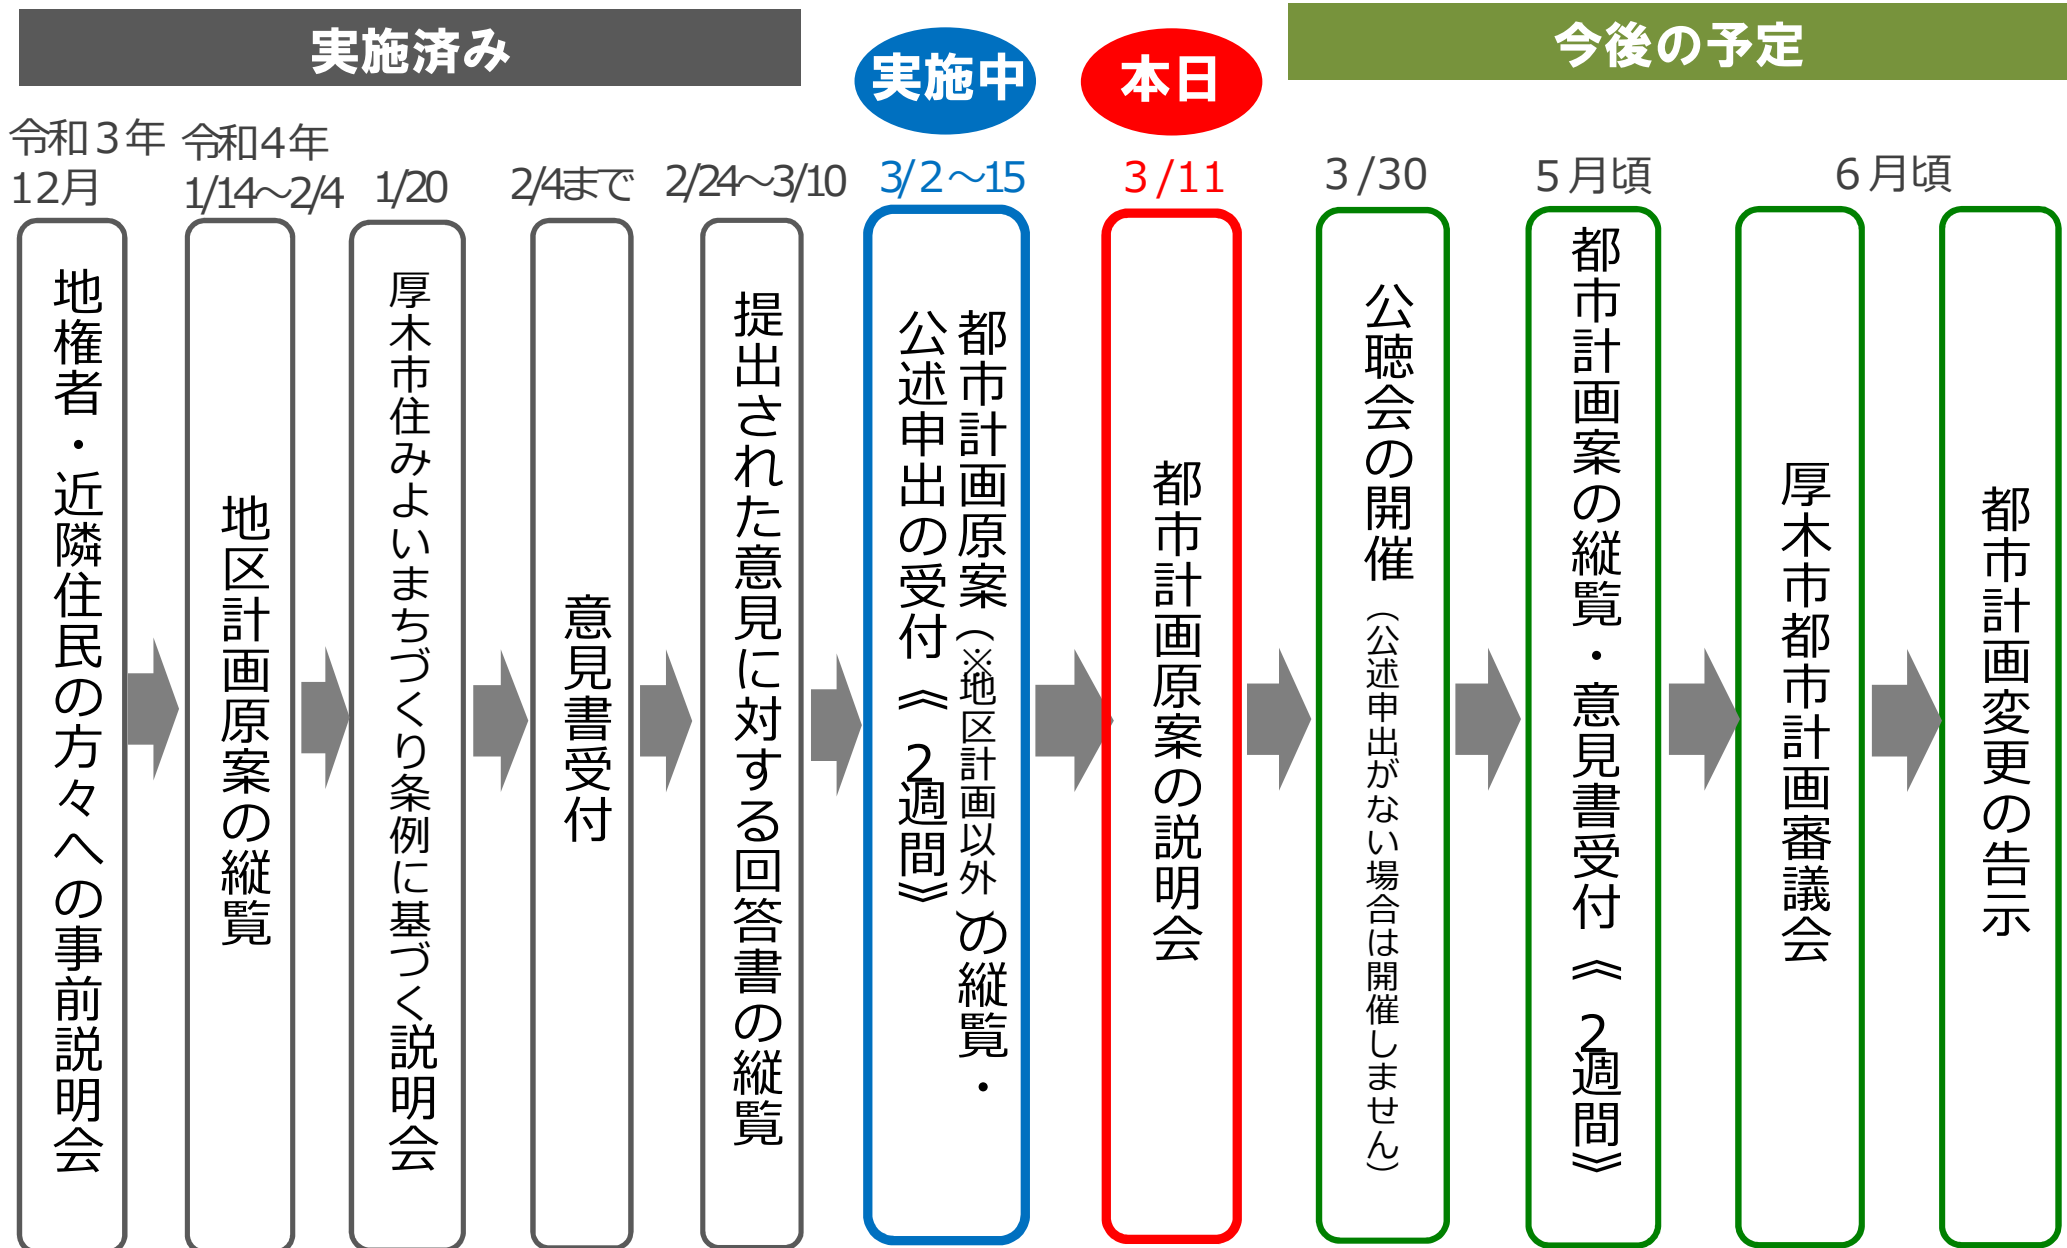 実施済み
実施中
本日
今後の予定
令和３年
12月
令和4年
1/14～2/4
1/20
2/4まで
2/24～3/10
3/２～15
３/11
３/30
５月頃
６月頃
地権者・近隣住民の方々への事前説明会
地区計画原案の縦覧
厚木市住みよいまちづくり条例に基づく説明会
意見書受付
提出された意見に対する回答書の縦覧
都市計画原案(※地区計画以外)の縦覧・
公述申出の受付《２週間》
都市計画原案の説明会
公聴会の開催（公述申出がない場合は開催しません）
都市計画案の縦覧・意見書受付《２週間》
厚木市都市計画審議会
都市計画変更の告示